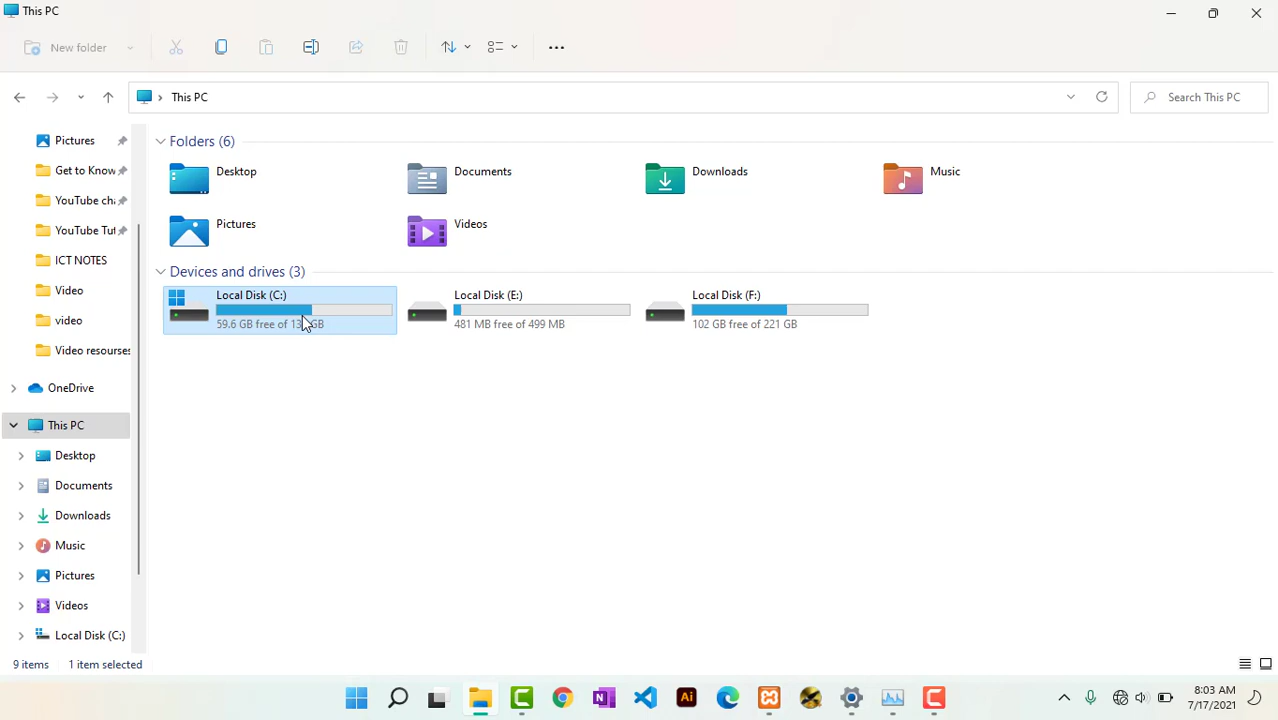 This PC
New folder
This PC
Search This PC
Pictures
Get to Know
YouTube cha
YouTube Tut
ICT NOTES
Video
video
Video resourses
OneDrive
This PC
Desktop
Documents
Downloads
Music
Pictures
Videos
Local Disk (C:)
Folders (6)
Desktop
Documents
Downloads
Music
Pictures
Videos
Devices and drives (3)
Local Disk (C:)
59.6 GB free of GB
Local Disk (E:)
481 MB free of 499 MB
Local Disk (F:)
102 GB free of 221 GB
9 items
1 item selected
N
Ai
8:03 AM
7/17/2021